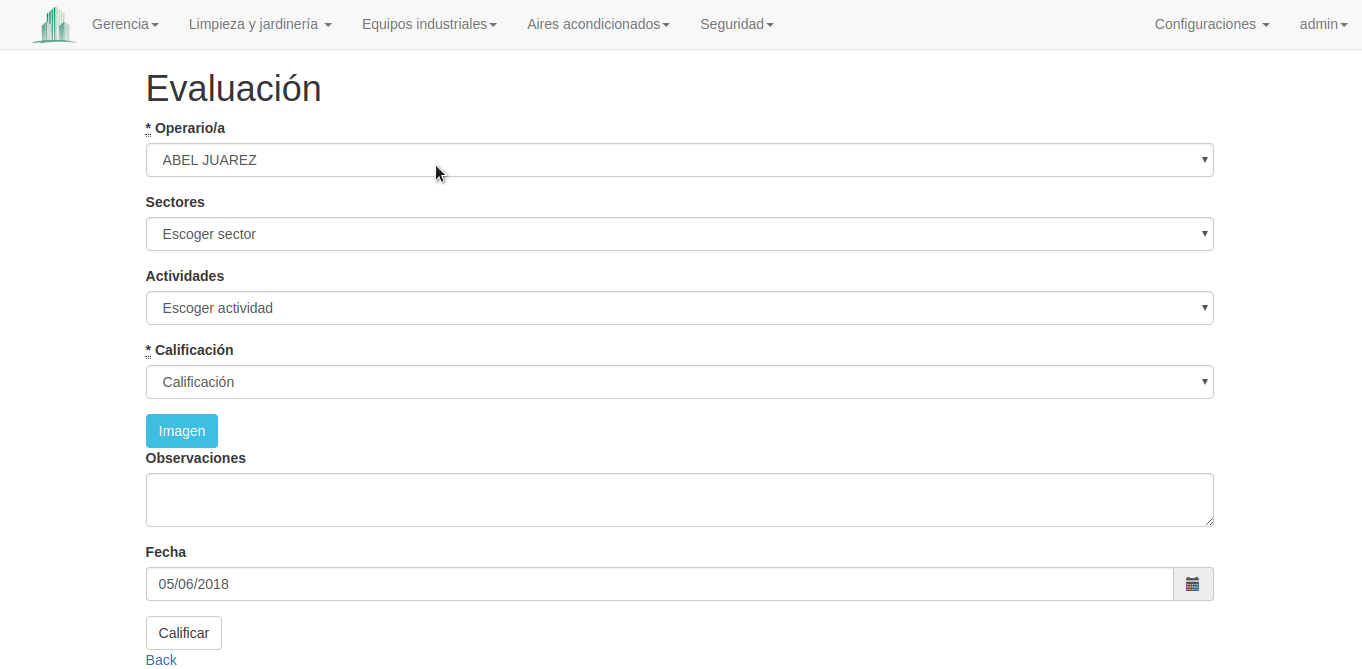 Gerencia Limpieza y jardinería Equipos industriales Aires acondicionados Seguridad Configuraciones admin
Evaluación
* Operario/a
ABEL JUAREZ
Sectores
Escoger sector
Actividades
Escoger actividad
* Calificación
Calificación
Imagen
Observaciones
Fecha
05/06/2018
Calificar
Back